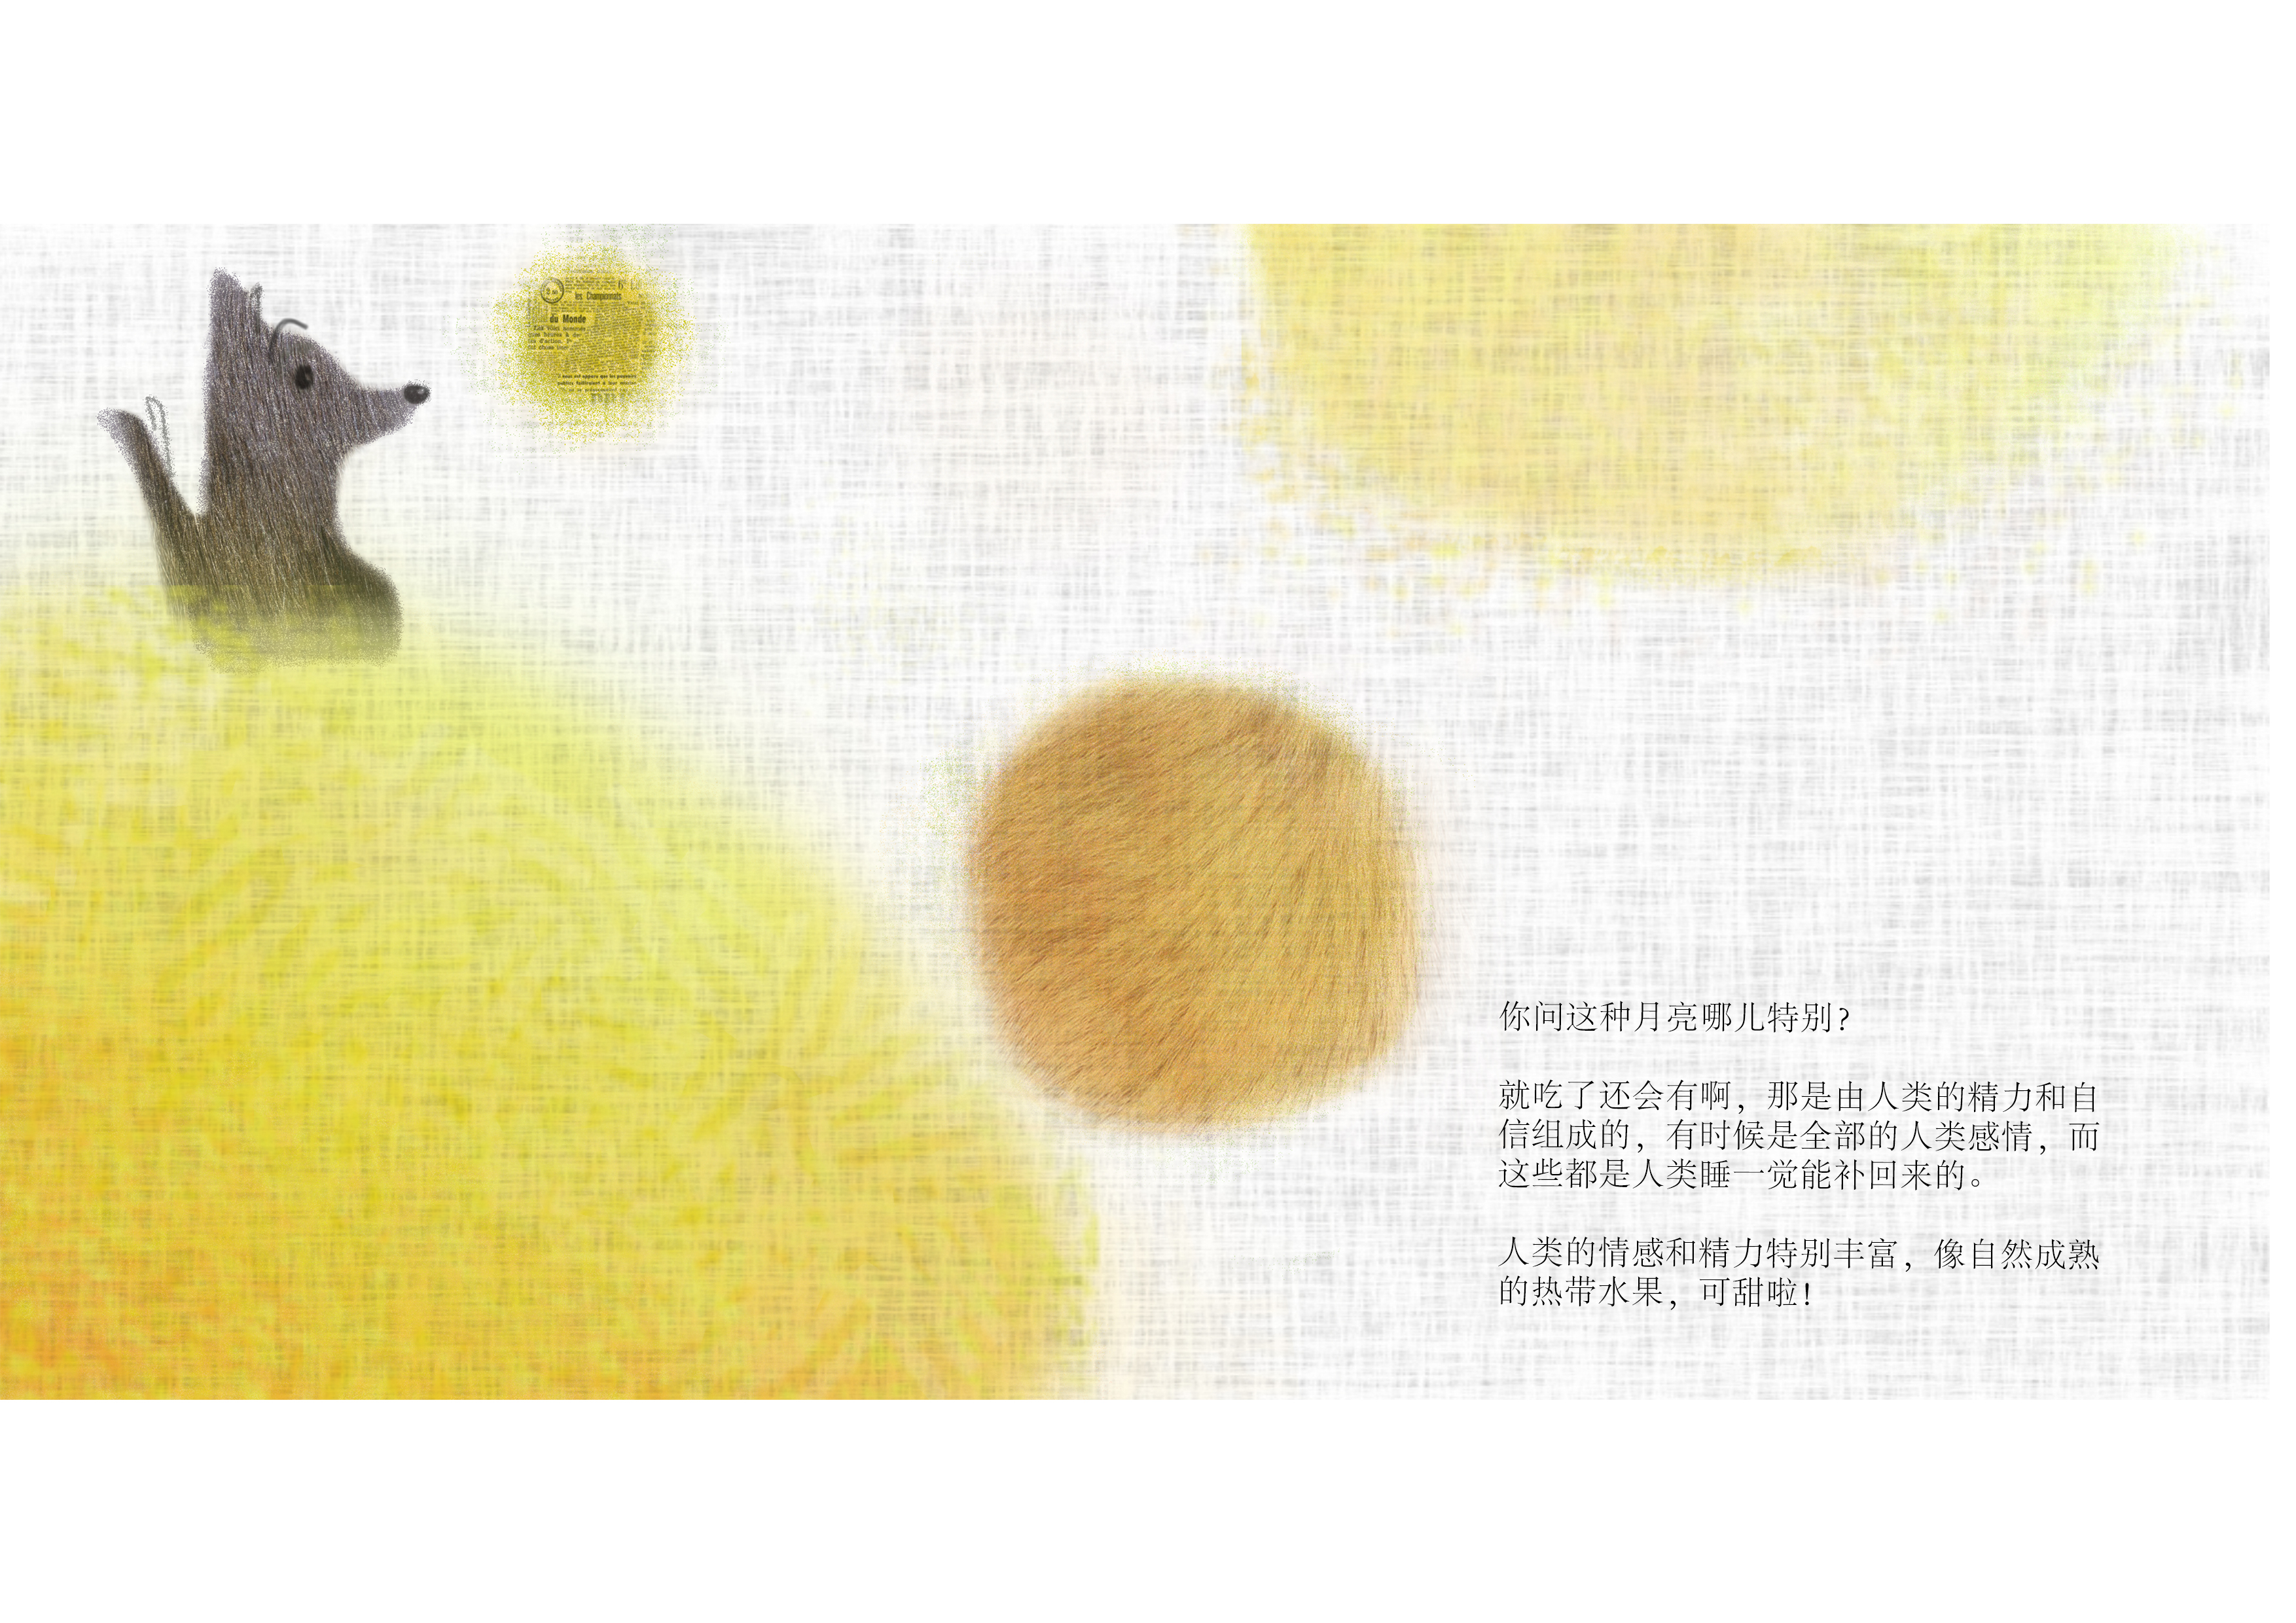 les Championnats
du Monde
你问这种月亮哪儿特别?
就吃了还会有啊，那是由人类的精力和自
信组成的，有时候是全部的人类感情，而
这些都是人类睡一觉能补回来的。
人类的情感和精力特别丰富，像自然成熟
的热带水果，可甜啦!